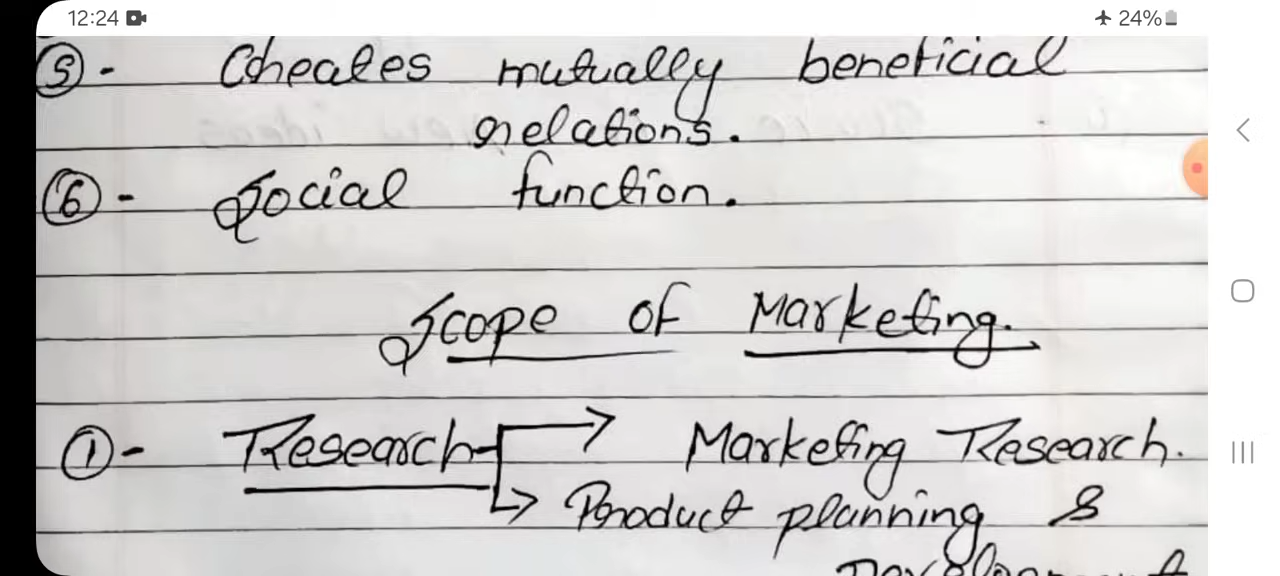 12:24 24%
5 - Creates mutually beneficial
relations.
6 - Social function.
Scope of Marketing.
1 - Research → Marketing Research.
→ Product planning &
Development